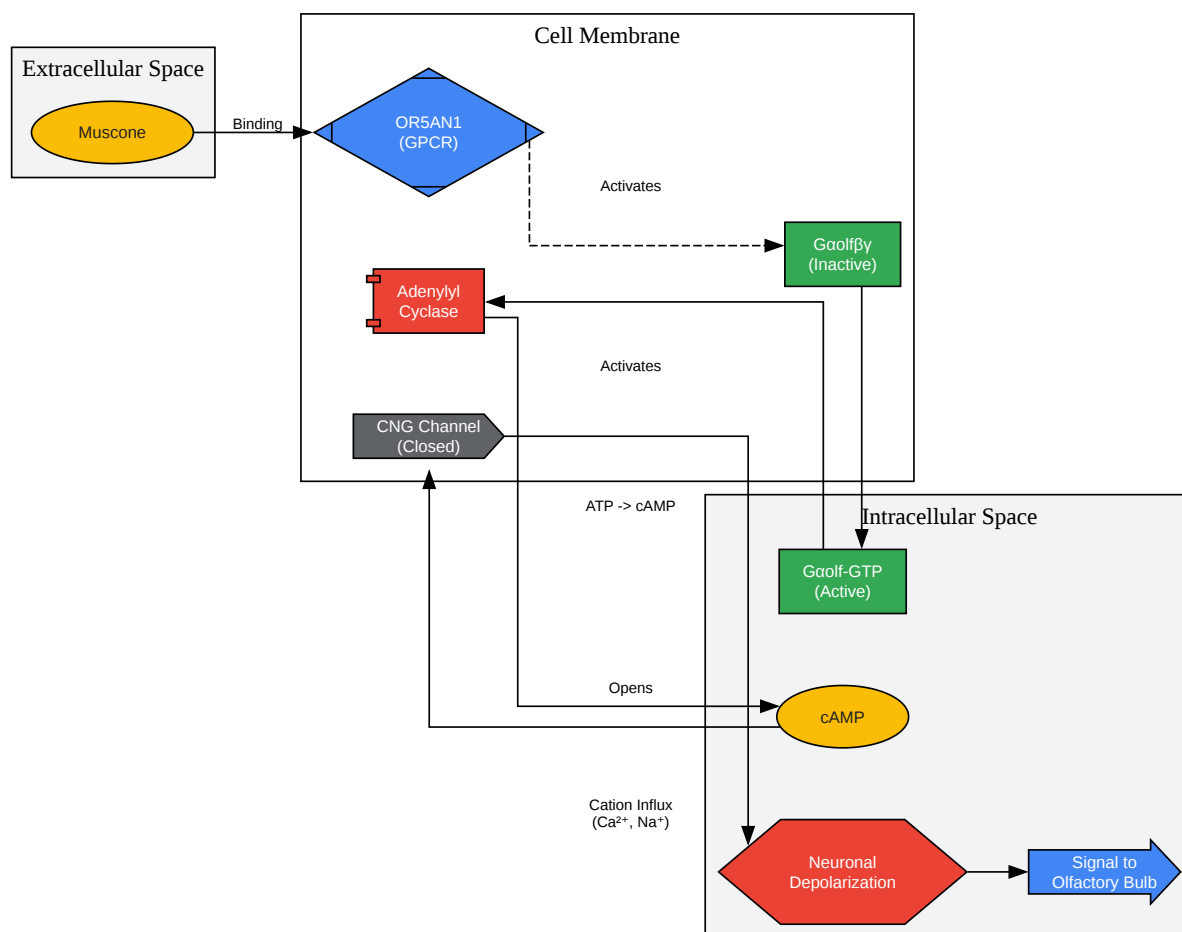 Cell Membrane
Extracellular Space
Muscone
Binding
OR5AN1
(GPCR)
Activates
Gαolfβγ
(Inactive)
Adenylyl
Cyclase
Activates
CNG Channel
(Closed)
ATP -> cAMP
Intracellular Space
Gαolf-GTP
(Active)
Opens
cAMP
Cation Influx
(Ca²⁺, Na⁺)
Neuronal
Depolarization
Signal to
Olfactory Bulb